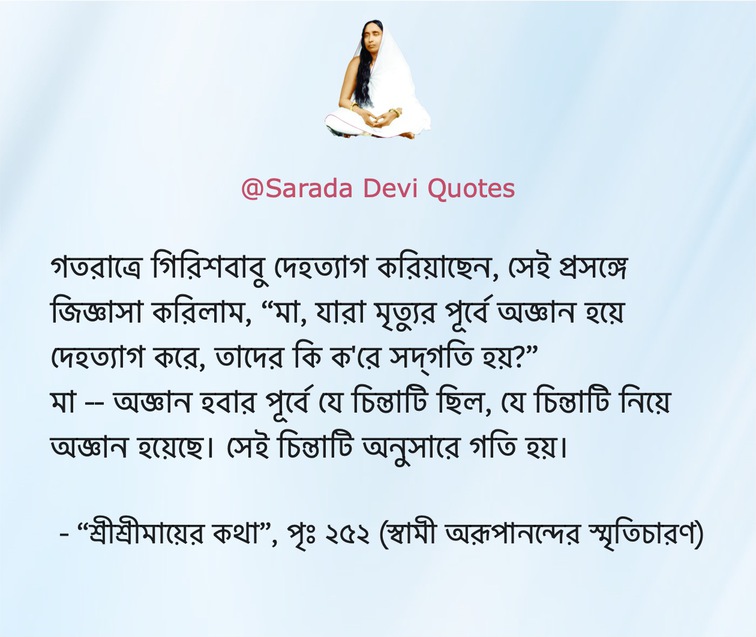 @Sarada Devi Quotes
গতরাত্রে গিরিশবাবু দেহত্যাগ করিয়াছেন, সেই প্রসঙ্গে
জিজ্ঞাসা করিলাম, “মা, যারা মৃত্যুর পূর্বে অজ্ঞান হয়ে
দেহত্যাগ করে, তাদের কি ক'রে সদ্‌গতি হয়?”
মা -- অজ্ঞান হবার পূর্বে যে চিন্তাটি ছিল, যে চিন্তাটি নিয়ে
অজ্ঞান হয়েছে। সেই চিন্তাটি অনুসারে গতি হয়।
- “শ্রীশ্রীমায়ের কথা”, পৃঃ ২৫২ (স্বামী অরূপানন্দের স্মৃতিচারণ)